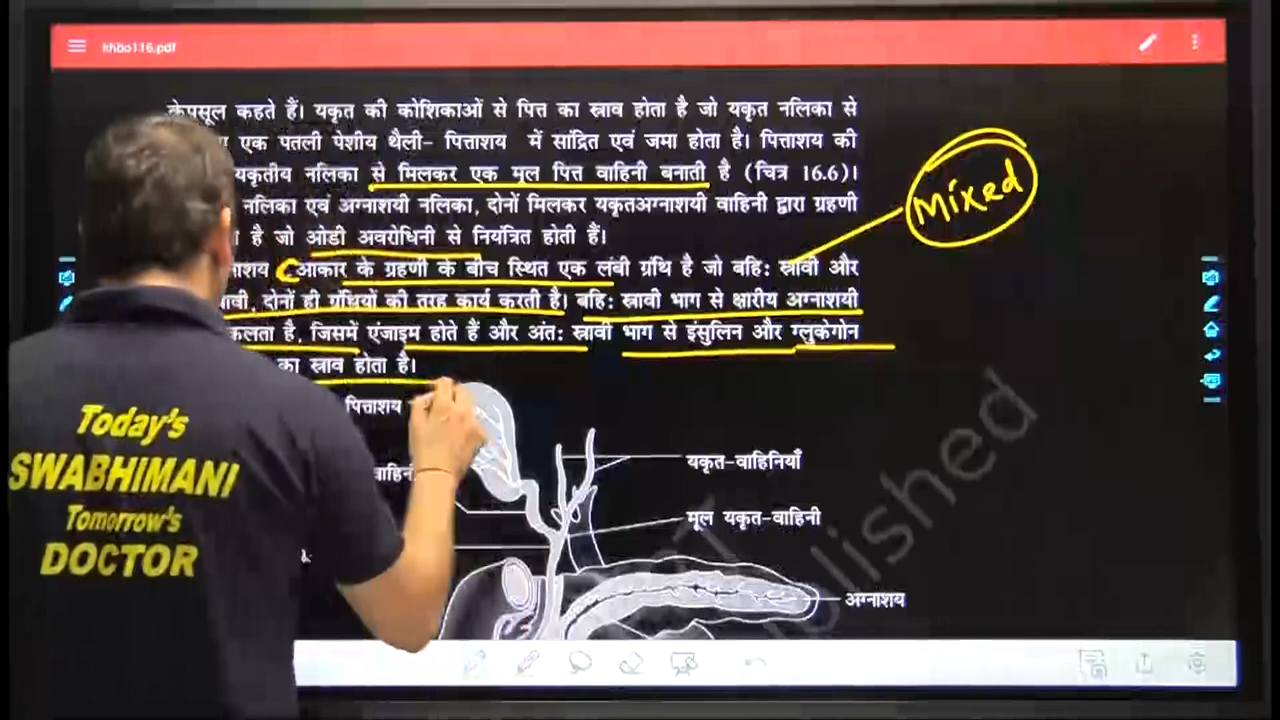 khbo116.pdf
केप्सूल कहते हैं। यकृत की कोशिकाओं से पित्त का स्राव होता है जो यकृत नलिका से
एक पतली पेशीय थैली- पित्ताशय में सांद्रित एवं जमा होता है। पित्ताशय की
यकृतीय नलिका से मिलकर एक मूल पित्त वाहिनी बनाती है (चित्र 16.6)।
नलिका एवं अग्नाशयी नलिका, दोनों मिलकर यकृतअग्नाशयी वाहिनी द्वारा ग्रहणी
है जो ओडी अवरोधिनी से नियंत्रित होती हैं।
C आकार के ग्रहणी के बीच स्थित एक लंबी ग्रंथि है जो बहि: स्रावी और
दोनों ही ग्रंथियों की तरह कार्य करती है। बहि: स्रावी भाग से क्षारीय अग्नाशयी
है, जिसमें एंजाइम होते हैं और अंत: स्रावी भाग से इंसुलिन और ग्लुकेगोन
का स्राव होता है।
Mixed
पित्ताशय
यकृत-वाहिनियाँ
मूल यकृत-वाहिनी
अग्नाशय
Today's
SWABHIMANI
Tomorrow's
DOCTOR